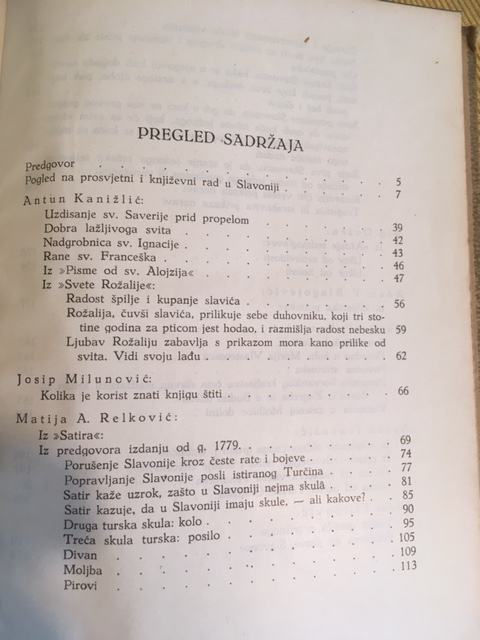 PREGLED SADRŽAJA
Predgovor . . . . . . . . . . 5
Pogled na prosvjetni i književni rad u Slavoniji . . . . . 7
Antun Kanižlić:
Uzdisanje sv. Saverije prid propelom . . . . . . 39
Dobra lažljivoga svita . . . . . . . . 42
Nadgrobnica sv. Ignacije . . . . . . . . 43
Rane sv. Franceška . . . . . . . . 46
Iz »Pisme od sv. Alojzija« . . . . . . . 47
Iz »Svete Rožalije«:
Radost špilje i kupanje slavića . . . . . . 56
Rožalija, čuvši slavića, prilikuje sebe duhovniku, koji tri sto-
tine godina za pticom jest hodao, i razmišlja radost nebesku 59
Ljubav Rožaliju zabavlja s prikazom mora kano prilike od
svita. Vidi svoju lađu . . . . . . . 62
Josip Milunović:
Kolika je korist znati knjigu štiti . . . . . . 66
Matija A. Relković:
Iz »Satira«:
Iz predgovora izdanju od g. 1779. . . . . . . 69
Porušenje Slavonije kroz česte rate i bojeve . . . . 74
Popravljanje Slavonije posli istiranog Turčina . . . . 77
Satir kaže uzrok, zašto u Slavoniji nejma skulâ . . . 81
Satir kazuje, da u Slavoniji imaju skule, — ali kakove? . . 85
Druga turska skula: kolo . . . . . . . 90
Treća skula turska: posilo . . . . . . . 95
Divan . . . . . . . . . . 105
Moljba . . . . . . . . . . 109
Pirovi . . . . . . . . . . 113